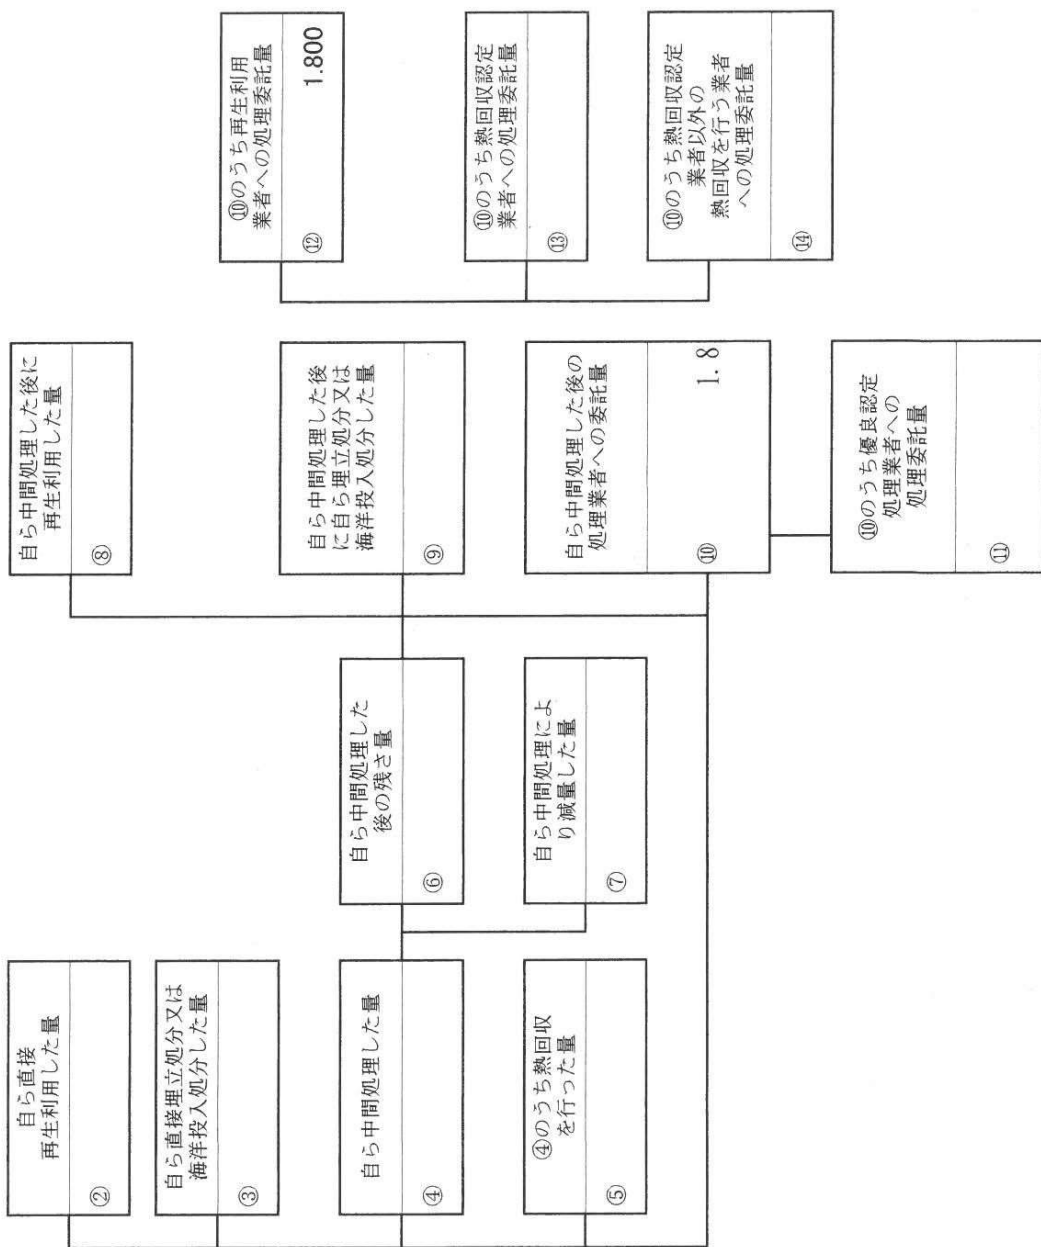 自ら直接
再生利用した量
②
自ら直接埋立処分又は
海洋投入処分した量
③
自ら中間処理した量
④
④のうち熱回収
を行った量
⑤
自ら中間処理した
後の残さ量
⑥
自ら中間処理によ
り減量した量
⑦
自ら中間処理した後に
再生利用した量
⑧
自ら中間処理した後
に自ら埋立処分又は
海洋投入処分した量
⑨
自ら中間処理した後の
処理業者への委託量
⑩ 1.8
⑩のうち優良認定
処理業者への
処理委託量
⑪
⑩のうち再生利用
業者への処理委託量
⑫ 1.800
⑩のうち熱回収認定
業者への処理委託量
⑬
⑩のうち熱回収認定
業者以外の
熱回収を行う業者
への処理委託量
⑭